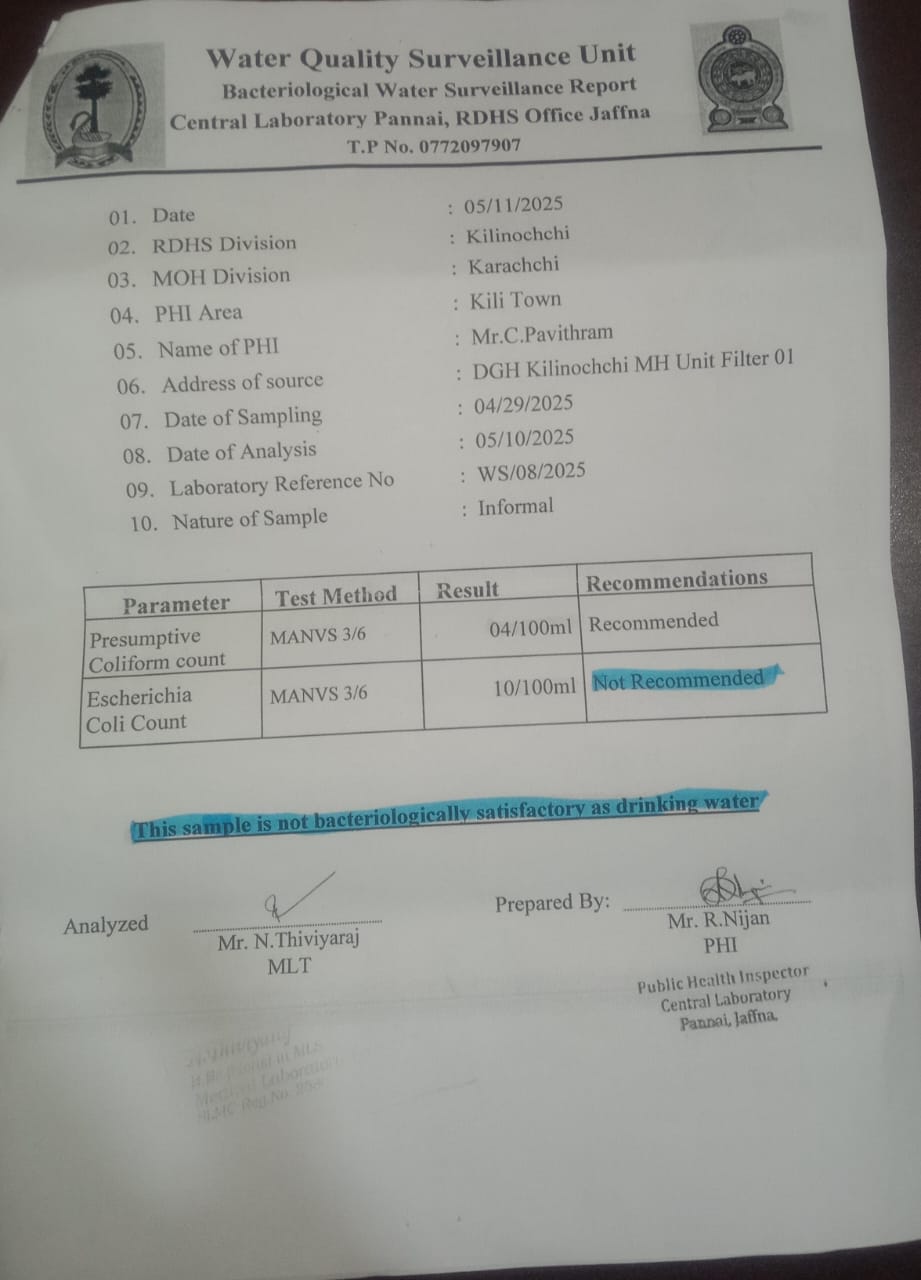 Water Quality Surveillance Unit
Bacteriological Water Surveillance Report
Central Laboratory Pannai, RDHS Office Jaffna
T.P No. 0772097907
01. Date : 05/11/2025
02. RDHS Division : Kilinochchi
03. MOH Division : Karachchi
04. PHI Area : Kili Town
05. Name of PHI : Mr.C.Pavithram
06. Address of source : DGH Kilinochchi MH Unit Filter 01
07. Date of Sampling : 04/29/2025
08. Date of Analysis : 05/10/2025
09. Laboratory Reference No : WS/08/2025
10. Nature of Sample : Informal
Parameter Test Method Result Recommendations
Presumptive Coliform count MANVS 3/6 04/100ml Recommended
Escherichia Coli Count MANVS 3/6 10/100ml Not Recommended
This sample is not bacteriologically satisfactory as drinking water
Analyzed
Mr. N.Thiviyaraj
MLT
Prepared By:
Mr. R.Nijan
PHI
Public Health Inspector
Central Laboratory
Pannai, Jaffna.